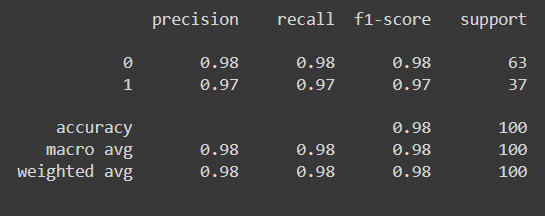 precision recall f1-score support
0 0.98 0.98 0.98 63
1 0.97 0.97 0.97 37
accuracy 0.98 100
macro avg 0.98 0.98 0.98 100
weighted avg 0.98 0.98 0.98 100